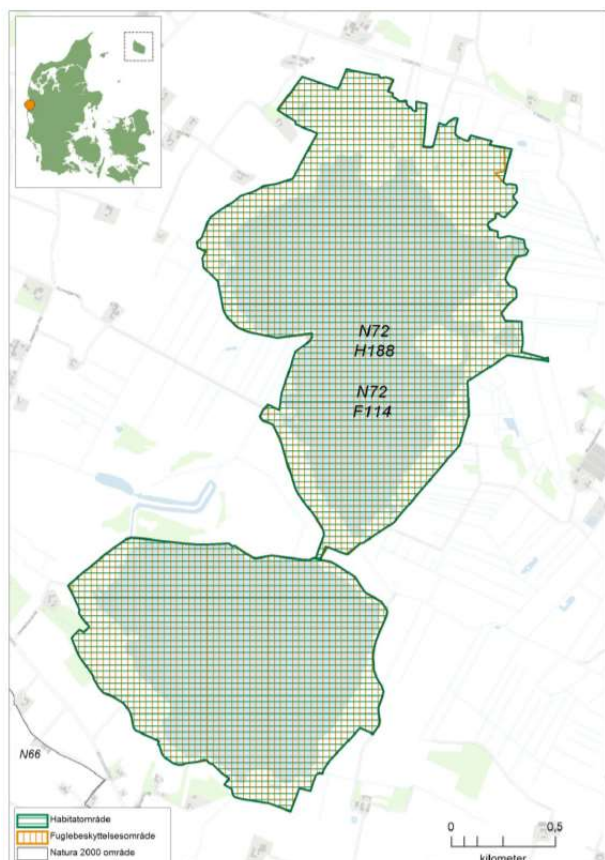 N72
H188
N72
F114
N66
Habitatområde
Fuglebeskyttelsesområde
Natura 2000 område
0 0,5
kilometer